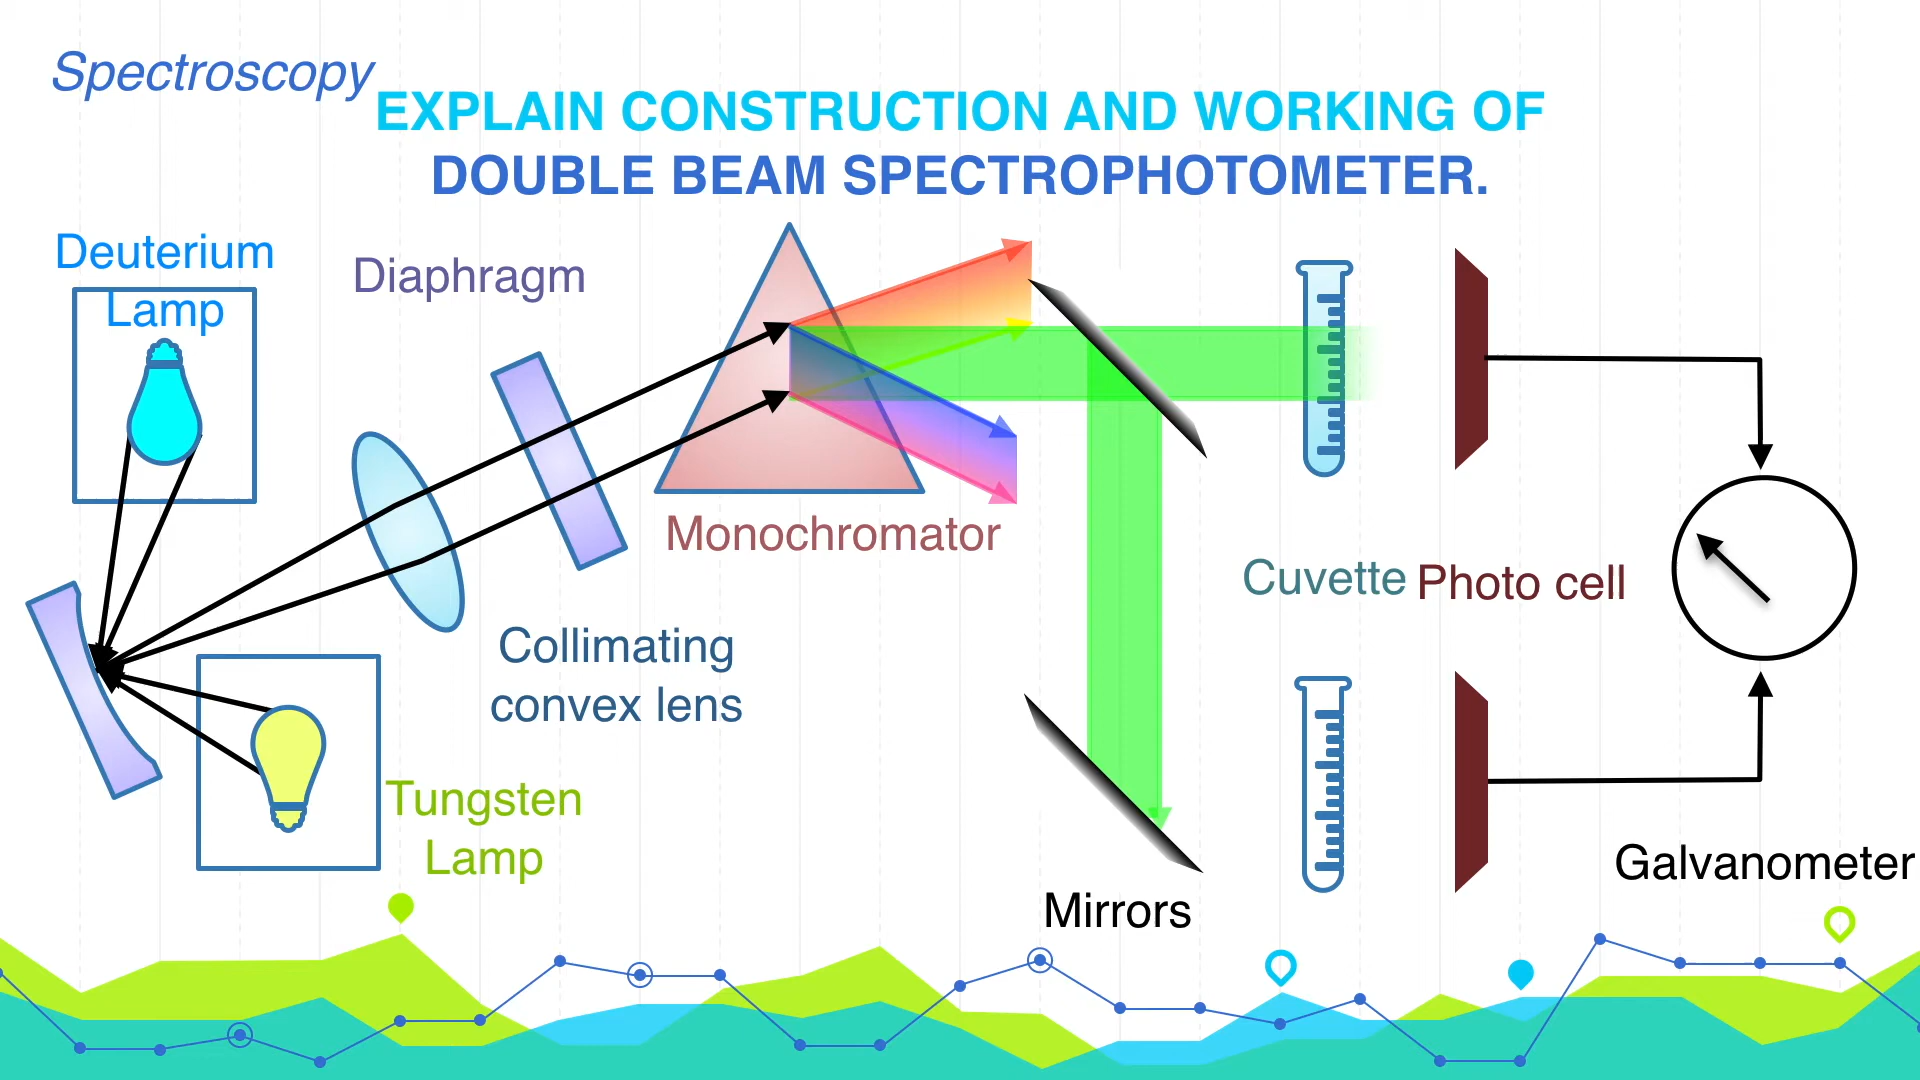 Spectroscopy
EXPLAIN CONSTRUCTION AND WORKING OF
DOUBLE BEAM SPECTROPHOTOMETER.
Deuterium
Lamp
Diaphragm
Monochromator
Cuvette
Photo cell
Collimating
convex lens
Tungsten
Lamp
Galvanometer
Mirrors